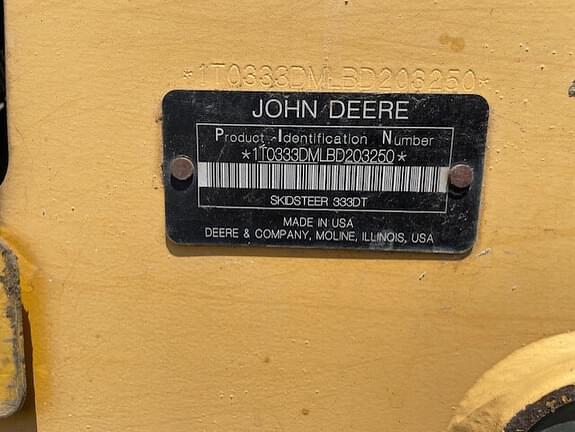 *1T0333DMLBD203250*
JOHN DEERE
Product Identification Number
*1T0333DMLBD203250*
SKIDSTEER 333DT
MADE IN USA
DEERE & COMPANY, MOLINE, ILLINOIS, USA